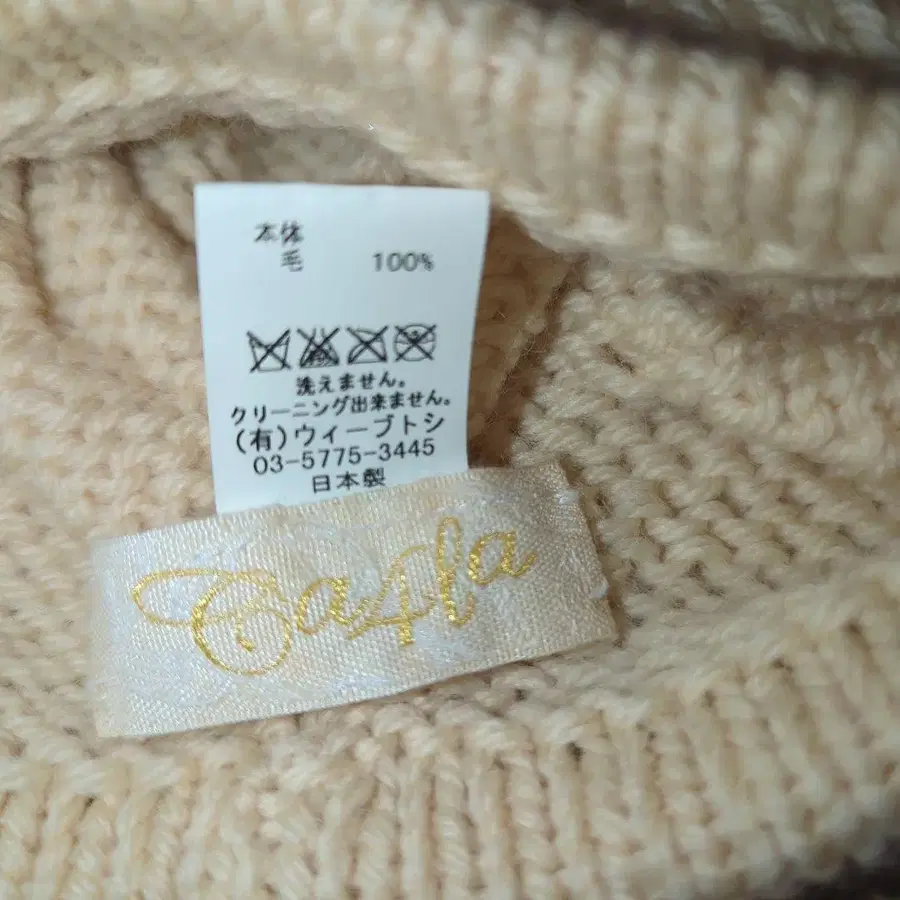 本体
毛 100%
洗えません。
クリーニング出来ません。
(有)ウィーブトシ
03-5775-3445
日本製
Ca4la